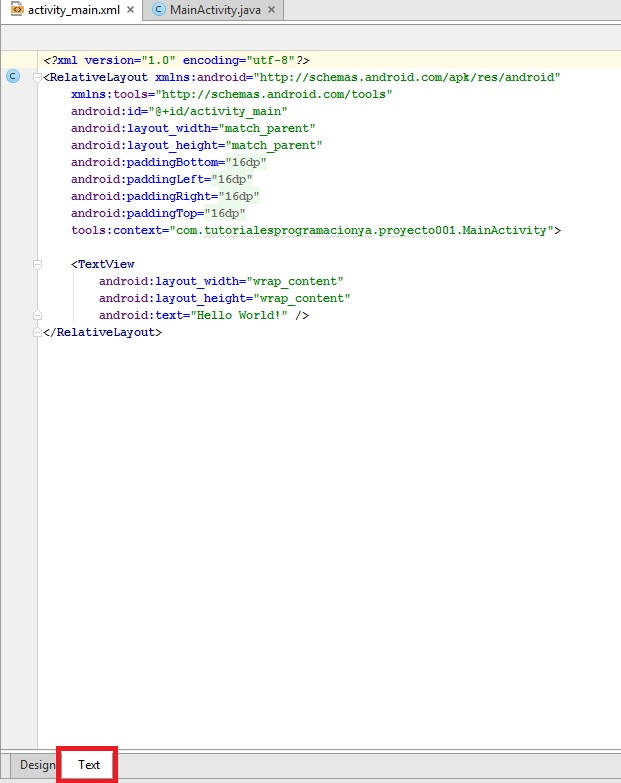 activity_main.xml
MainActivity.java
<?xml version="1.0" encoding="utf-8"?>
<RelativeLayout xmlns:android="http://schemas.android.com/apk/res/android"
    xmlns:tools="http://schemas.android.com/tools"
    android:id="@+id/activity_main"
    android:layout_width="match_parent"
    android:layout_height="match_parent"
    android:paddingBottom="16dp"
    android:paddingLeft="16dp"
    android:paddingRight="16dp"
    android:paddingTop="16dp"
    tools:context="com.tutorialesprogramacionya.proyecto001.MainActivity">
    <TextView
        android:layout_width="wrap_content"
        android:layout_height="wrap_content"
        android:text="Hello World!" />
</RelativeLayout>
Design
Text